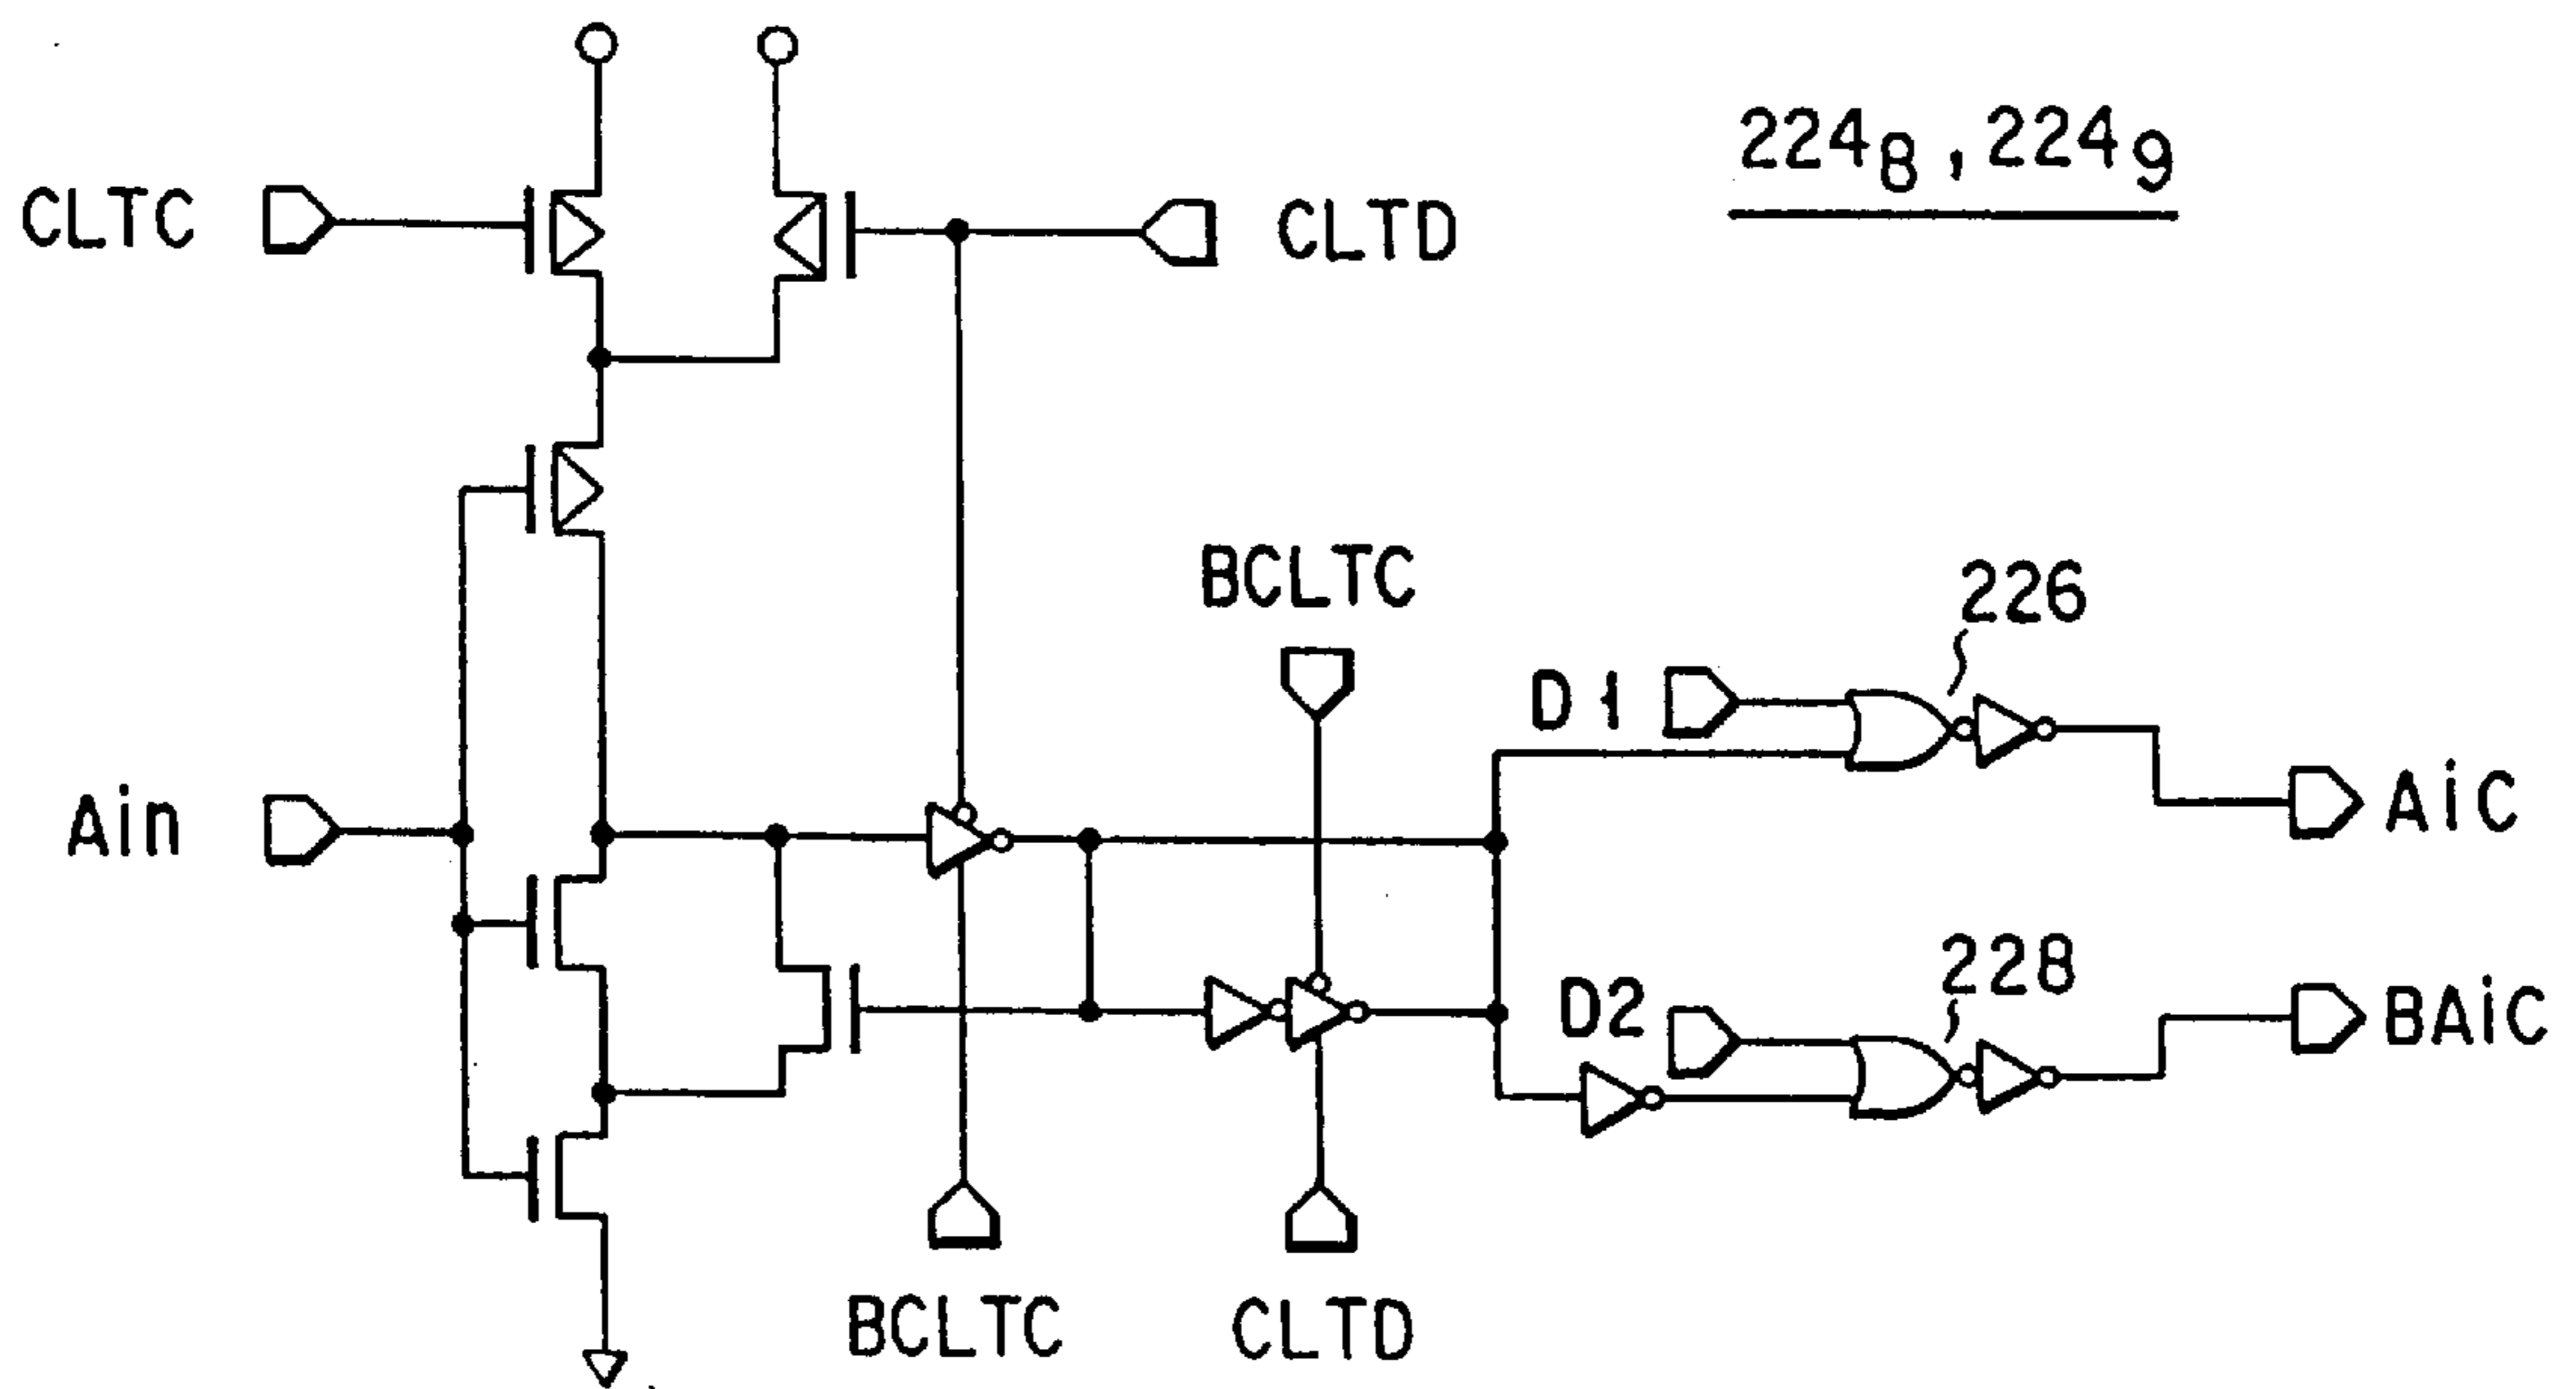 224₈, 224₉
CLTC
CLTD
BCLTC
226
D1
Ain
AiC
228
D2
BAiC
BCLTC
CLTD